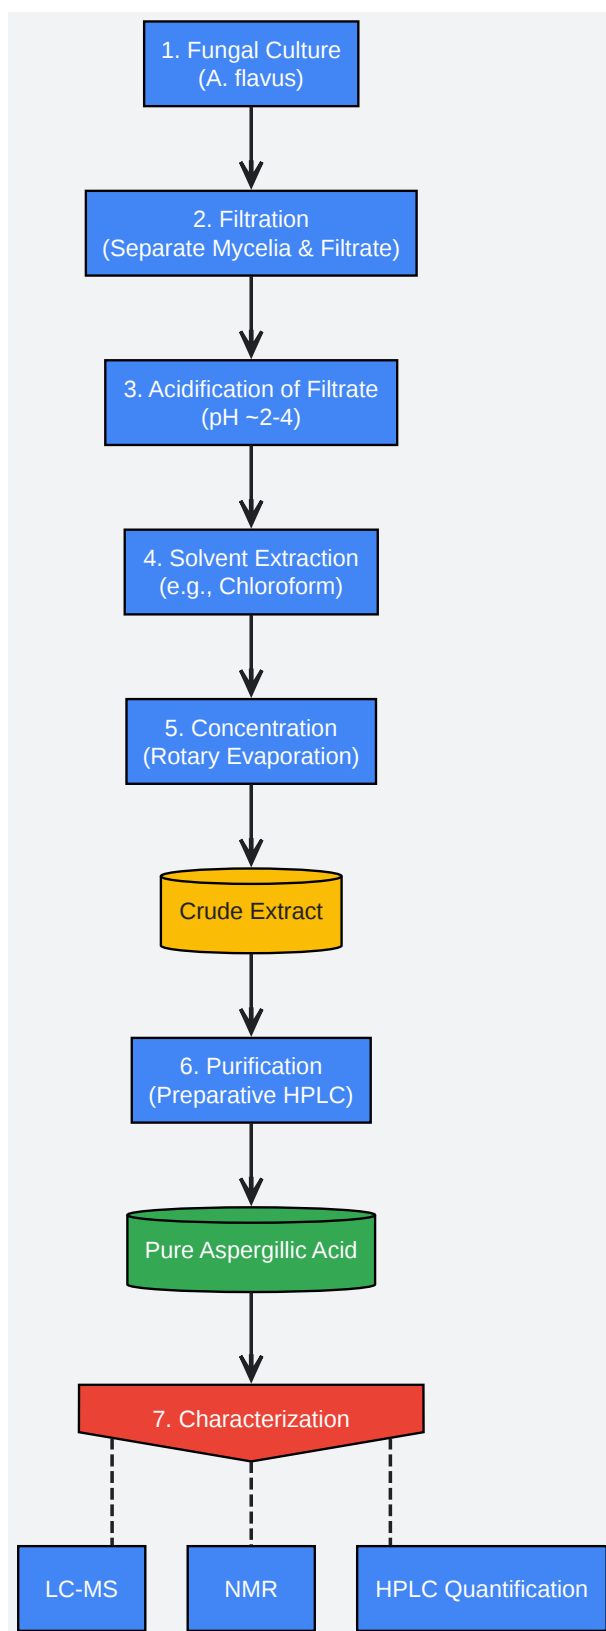 1. Fungal Culture
(A. flavus)
2. Filtration
(Separate Mycelia & Filtrate)
3. Acidification of Filtrate
(pH ~2-4)
4. Solvent Extraction
(e.g., Chloroform)
5. Concentration
(Rotary Evaporation)
Crude Extract
6. Purification
(Preparative HPLC)
Pure Aspergillic Acid
7. Characterization
LC-MS
NMR
HPLC Quantification